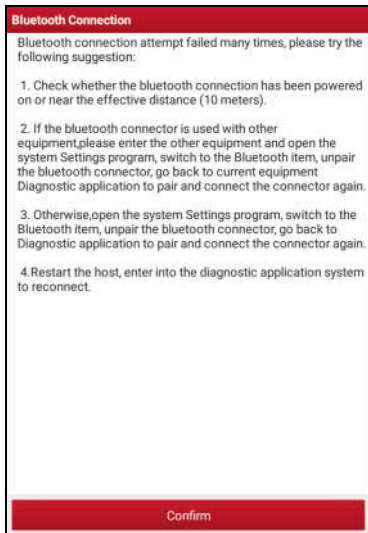 Bluetooth Connection
Bluetooth connection attempt failed many times, please try the
following suggestion:
1. Check whether the bluetooth connection has been powered
on or near the effective distance (10 meters).
2. If the bluetooth connector is used with other
equipment,please enter the other equipment and open the
system Settings program, switch to the Bluetooth item, unpair
the bluetooth connector, go back to current equipment
Diagnostic application to pair and connect the connector again.
3. Otherwise,open the system Settings program, switch to the
Bluetooth item, unpair the bluetooth connector, go back to
Diagnostic application to pair and connect the connector again.
4.Restart the host, enter into the diagnostic application system
to reconnect.
Confirm